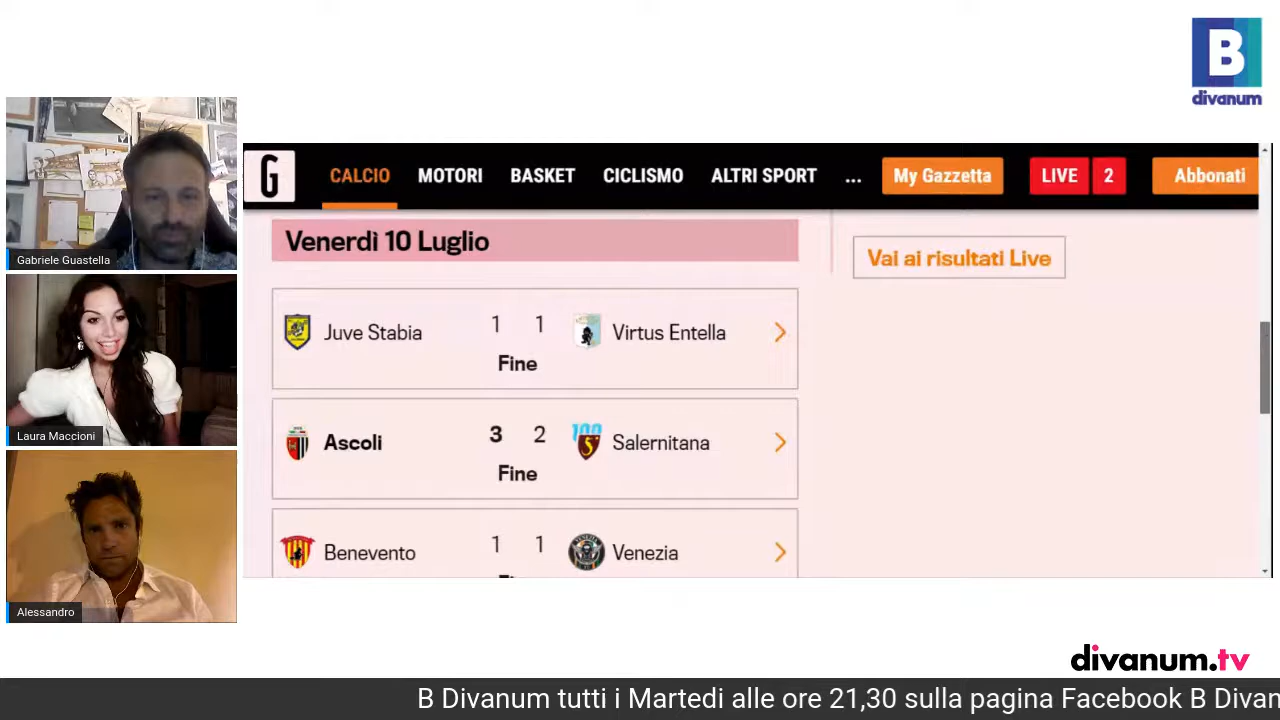 B
divanum
Gabriele Guastella
Laura Maccioni
Alessandro
G
CALCIO MOTORI BASKET CICLISMO ALTRI SPORT ... My Gazzetta LIVE 2 Abbonati
Venerdì 10 Luglio
Vai ai risultati Live
Juve Stabia 1 1 Virtus Entella
Fine
Ascoli 3 2 Salernitana
Fine
Benevento 1 1 Venezia
divanum.tv
B Divanum tutti i Martedi alle ore 21,30 sulla pagina Facebook B Divan